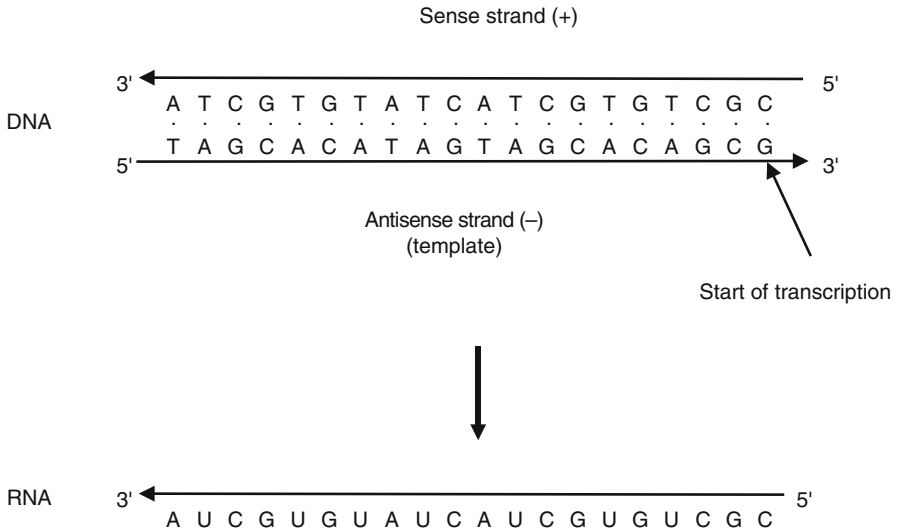 Sense strand (+)
3' 5'
A T C G T G T A T C A T C G T G T C G C
DNA
. . . . . . . . . . . . . . . . . . . .
T A G C A C A T A G T A G C A C A G C G
5' 3'
Antisense strand (–)
(template)
Start of transcription
RNA 3' 5'
A U C G U G U A U C A U C G U G U C G C